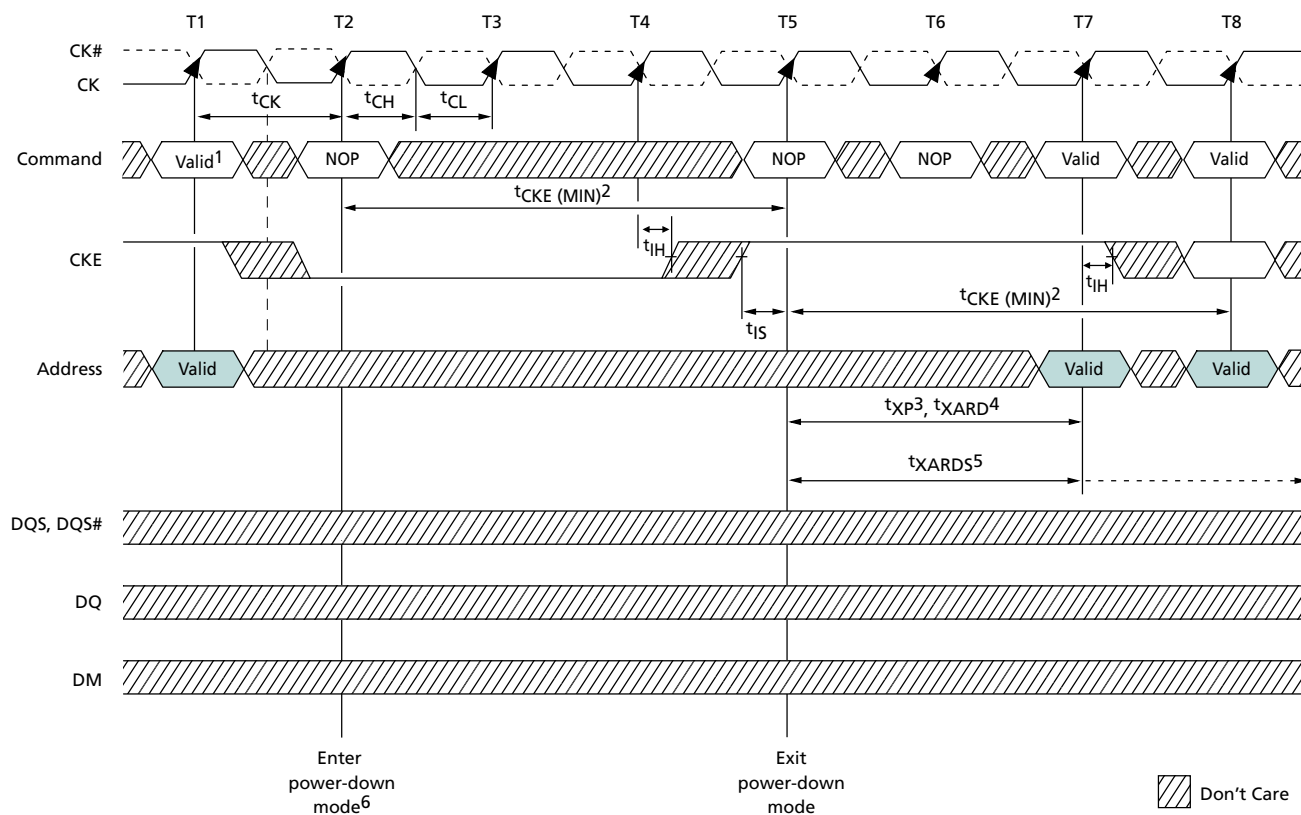 T1 T2 T3 T4 T5 T6 T7 T8
CK#
CK
tCK tCH tCL
Command Valid1 NOP NOP NOP Valid Valid
tCKE (MIN)2
CKE tIH tIH
tCKE (MIN)2
tIS
Address Valid Valid Valid
tXP3, tXARD4
tXARDS5
DQS, DQS#
DQ
DM
Enter
power-down
mode6
Exit
power-down
mode
Don't Care